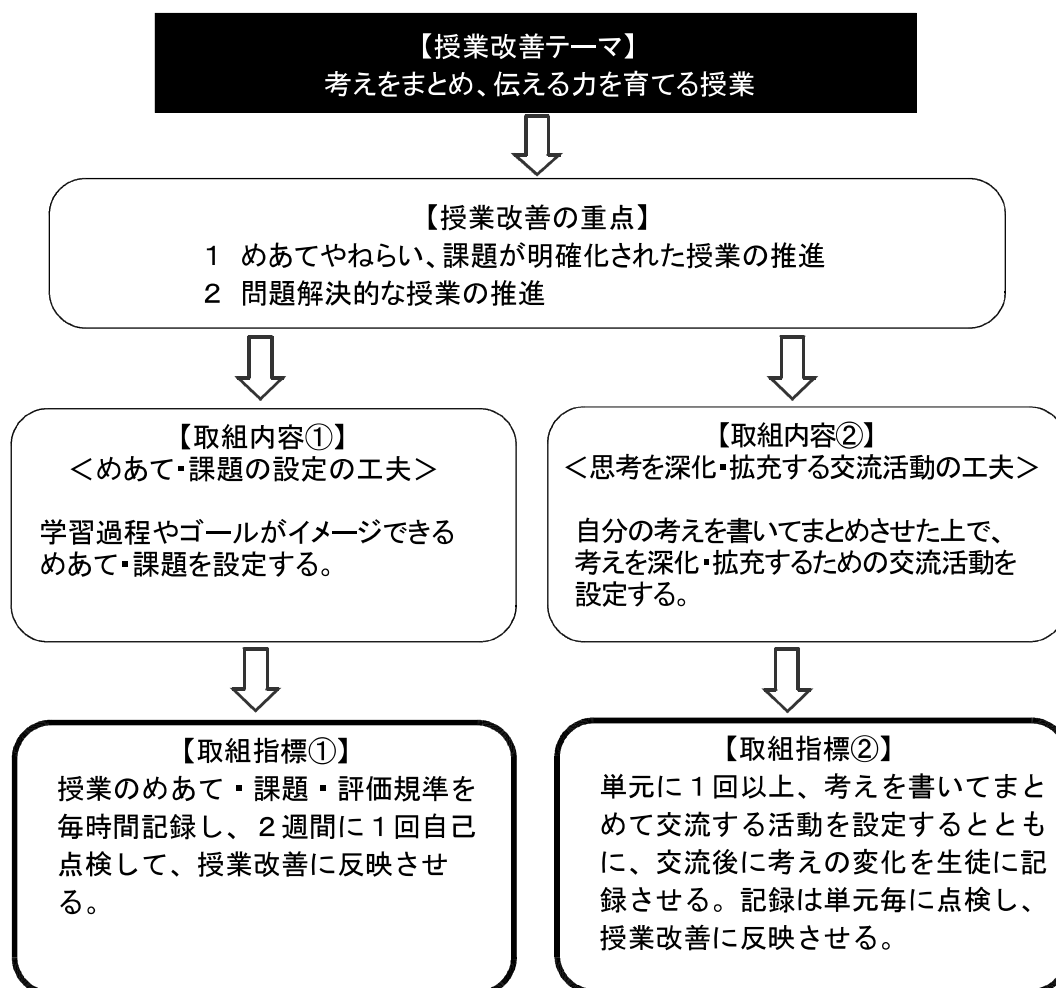 【授業改善テーマ】
考えをまとめ、伝える力を育てる授業
【授業改善の重点】
１　めあてやねらい、課題が明確化された授業の推進
２　問題解決的な授業の推進
【取組内容①】
＜めあて・課題の設定の工夫＞
学習過程やゴールがイメージできる
めあて・課題を設定する。
【取組内容②】
＜思考を深化・拡充する交流活動の工夫＞
自分の考えを書いてまとめさせた上で、
考えを深化・拡充するための交流活動を
設定する。
【取組指標①】
授業のめあて・課題・評価規準を
毎時間記録し、２週間に１回自己
点検して、授業改善に反映させ
る。
【取組指標②】
単元に１回以上、考えを書いてまと
めて交流する活動を設定するととも
に、交流後に考えの変化を生徒に記
録させる。記録は単元毎に点検し、
授業改善に反映させる。